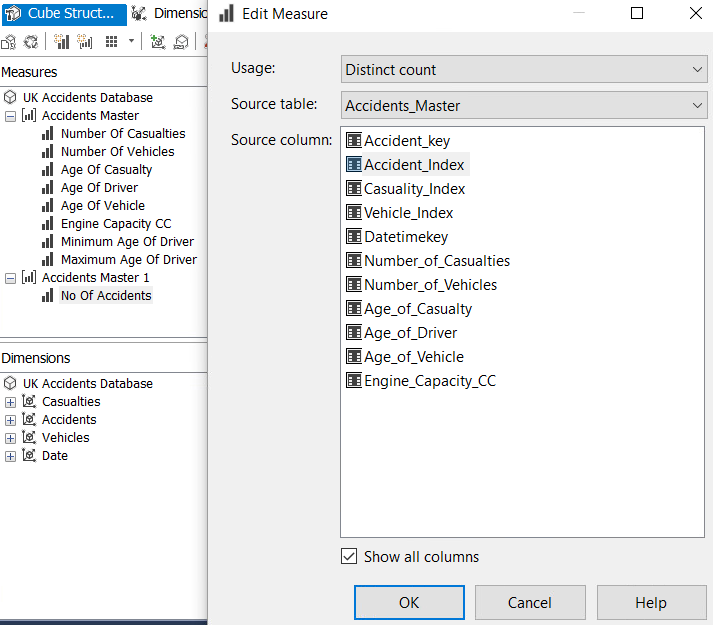 Cube Struct...
Dimensio
Measures
UK Accidents Database
Accidents Master
Number Of Casualties
Number Of Vehicles
Age Of Casualty
Age Of Driver
Age Of Vehicle
Engine Capacity CC
Minimum Age Of Driver
Maximum Age Of Driver
Accidents Master 1
No Of Accidents
Dimensions
UK Accidents Database
Casualties
Accidents
Vehicles
Date
Edit Measure
Usage:
Distinct count
Source table:
Accidents_Master
Source column:
Accident_key
Accident_Index
Casuality_Index
Vehicle_Index
Datetimekey
Number_of_Casualties
Number_of_Vehicles
Age_of_Casualty
Age_of_Driver
Age_of_Vehicle
Engine_Capacity_CC
Show all columns
OK
Cancel
Help